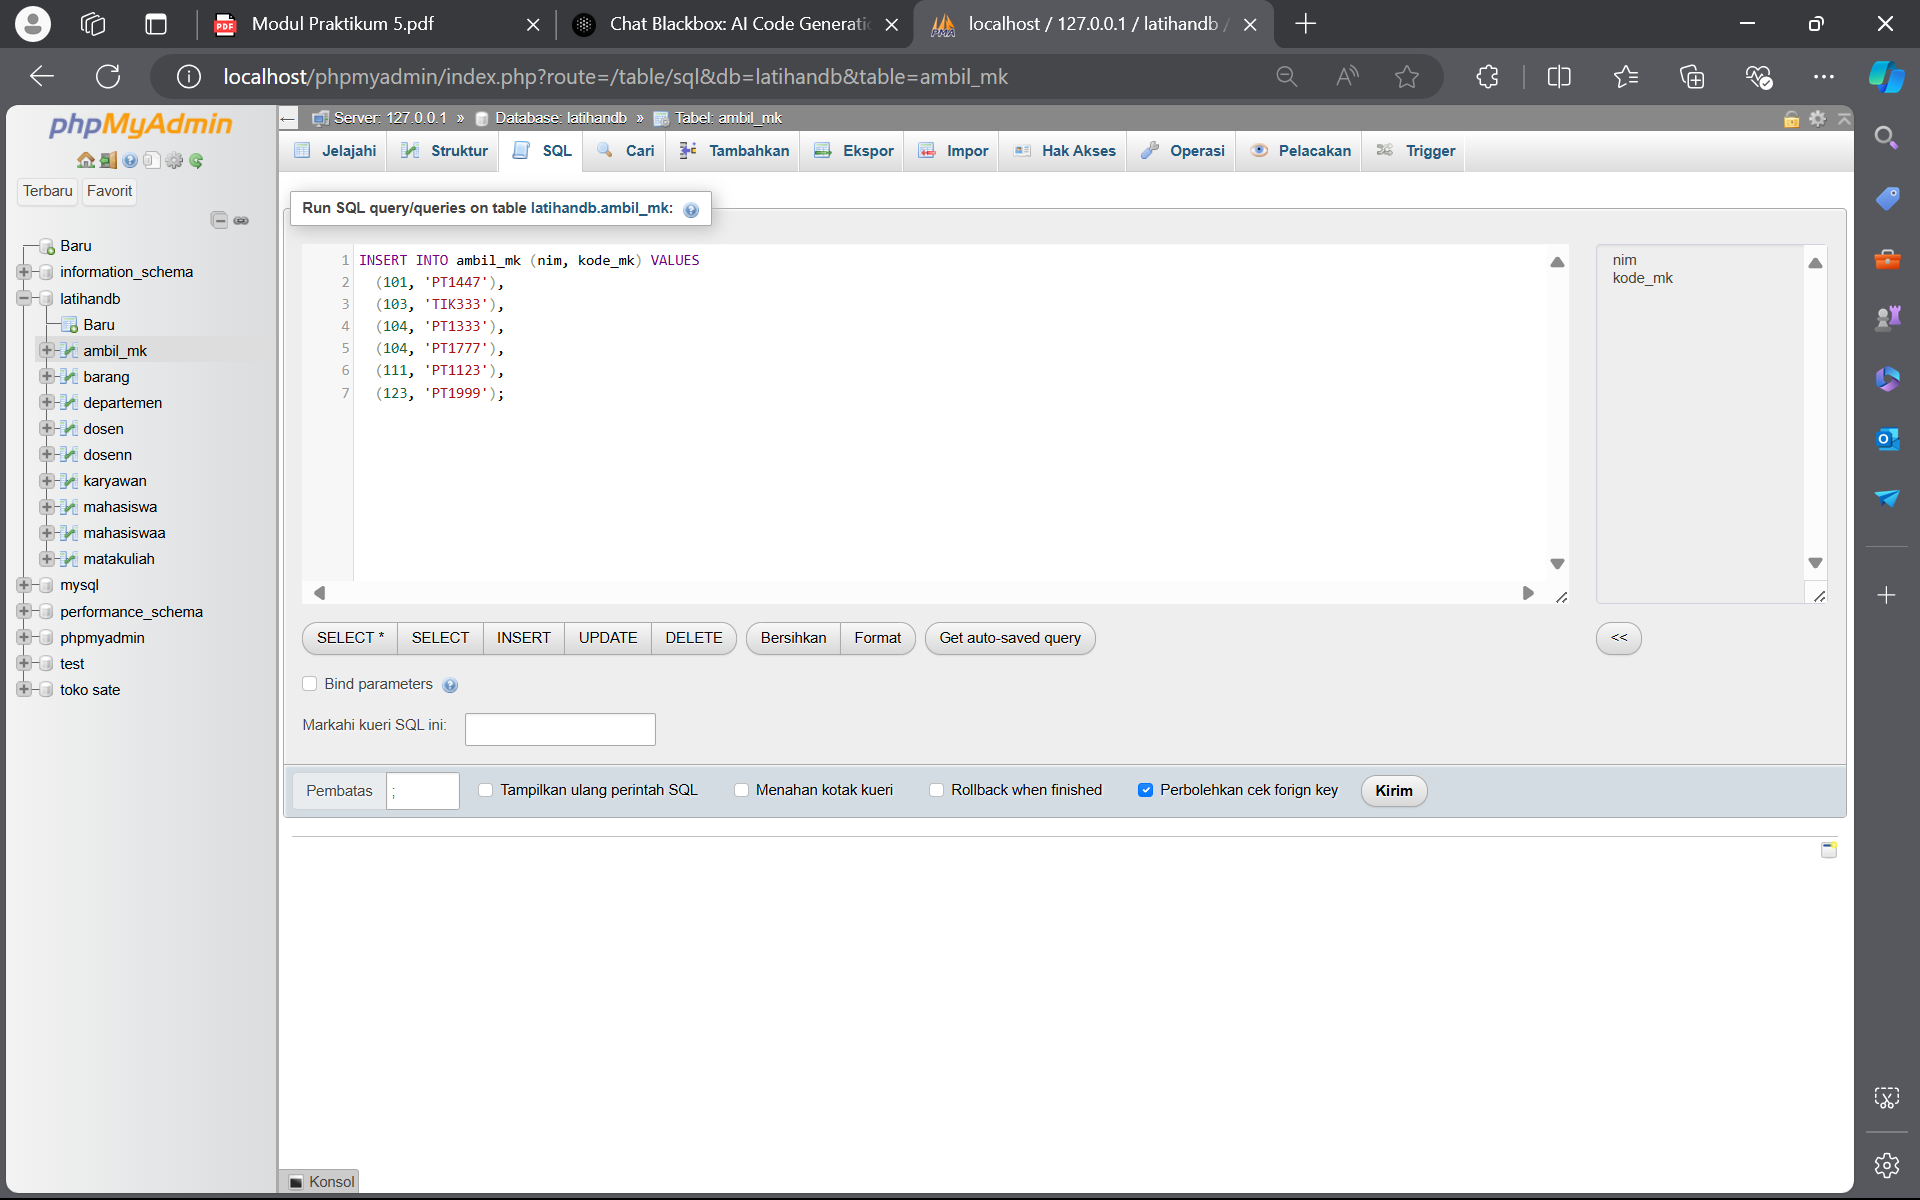 Modul Praktikum 5.pdf
Chat Blackbox: AI Code Generatio
localhost / 127.0.0.1 / latihandb /
localhost/phpmyadmin/index.php?route=/table/sql&db=latihandb&table=ambil_mk
phpMyAdmin
Terbaru Favorit
Baru
information_schema
latihandb
Baru
ambil_mk
barang
departemen
dosen
dosenn
karyawan
mahasiswa
mahasiswaa
matakuliah
mysql
performance_schema
phpmyadmin
test
toko sate
Server: 127.0.0.1 » Database: latihandb » Tabel: ambil_mk
Jelajahi Struktur SQL Cari Tambahkan Ekspor Impor Hak Akses Operasi Pelacakan Trigger
Run SQL query/queries on table latihandb.ambil_mk:
1 INSERT INTO ambil_mk (nim, kode_mk) VALUES
2 (101, 'PT1447'),
3 (103, 'TIK333'),
4 (104, 'PT1333'),
5 (104, 'PT1777'),
6 (111, 'PT1123'),
7 (123, 'PT1999');
nim
kode_mk
SELECT * SELECT INSERT UPDATE DELETE Bersihkan Format Get auto-saved query <<
Bind parameters
Markahi kueri SQL ini:
Pembatas ; Tampilkan ulang perintah SQL Menahan kotak kueri Rollback when finished Perbolehkan cek forign key Kirim
Konsol